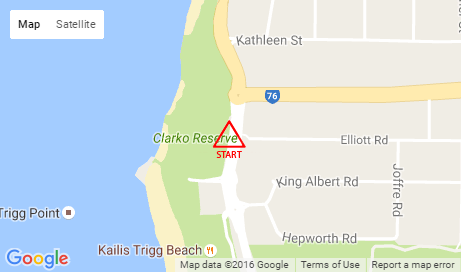 Map Satellite
Kathleen St
76
Clarko Reserve
Elliott Rd
START
King Albert Rd
Joffre Rd
Trigg Point
Hepworth Rd
Kailis Trigg Beach
Google
Map data ©2016 Google Terms of Use Report a map error